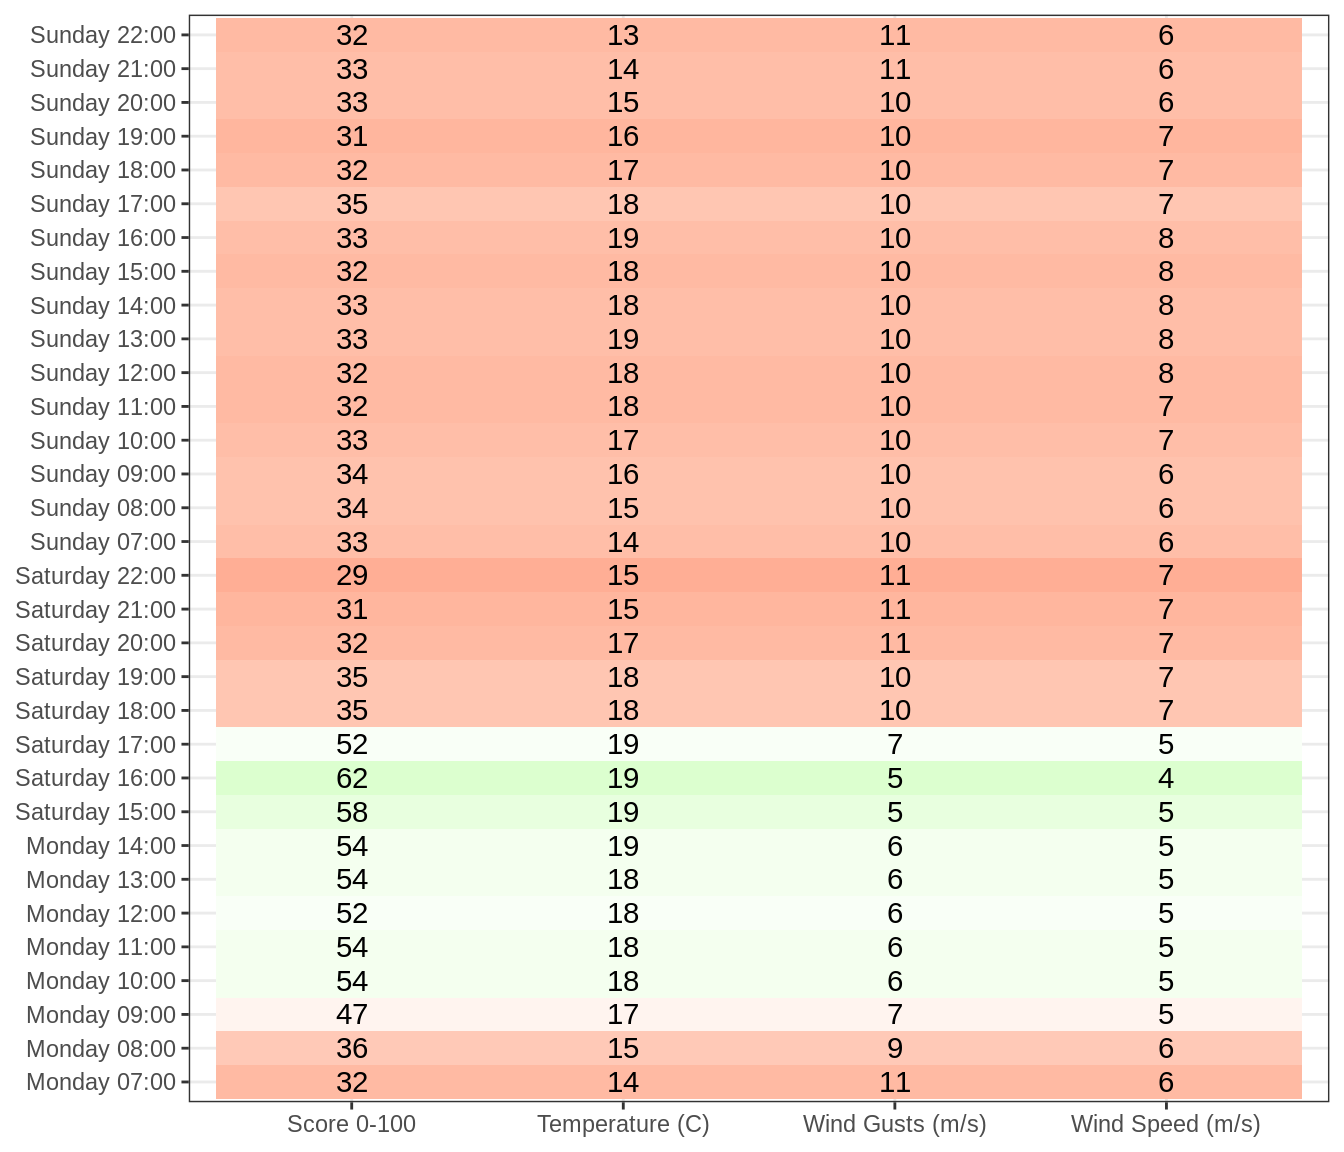 Sunday 22:00 32 13 11 6
Sunday 21:00 33 14 11 6
Sunday 20:00 33 15 10 6
Sunday 19:00 31 16 10 7
Sunday 18:00 32 17 10 7
Sunday 17:00 35 18 10 7
Sunday 16:00 33 19 10 8
Sunday 15:00 32 18 10 8
Sunday 14:00 33 18 10 8
Sunday 13:00 33 19 10 8
Sunday 12:00 32 18 10 8
Sunday 11:00 32 18 10 7
Sunday 10:00 33 17 10 7
Sunday 09:00 34 16 10 6
Sunday 08:00 34 15 10 6
Sunday 07:00 33 14 10 6
Saturday 22:00 29 15 11 7
Saturday 21:00 31 15 11 7
Saturday 20:00 32 17 11 7
Saturday 19:00 35 18 10 7
Saturday 18:00 35 18 10 7
Saturday 17:00 52 19 7 5
Saturday 16:00 62 19 5 4
Saturday 15:00 58 19 5 5
Monday 14:00 54 19 6 5
Monday 13:00 54 18 6 5
Monday 12:00 52 18 6 5
Monday 11:00 54 18 6 5
Monday 10:00 54 18 6 5
Monday 09:00 47 17 7 5
Monday 08:00 36 15 9 6
Monday 07:00 32 14 11 6
Score 0-100 Temperature (C) Wind Gusts (m/s) Wind Speed (m/s)